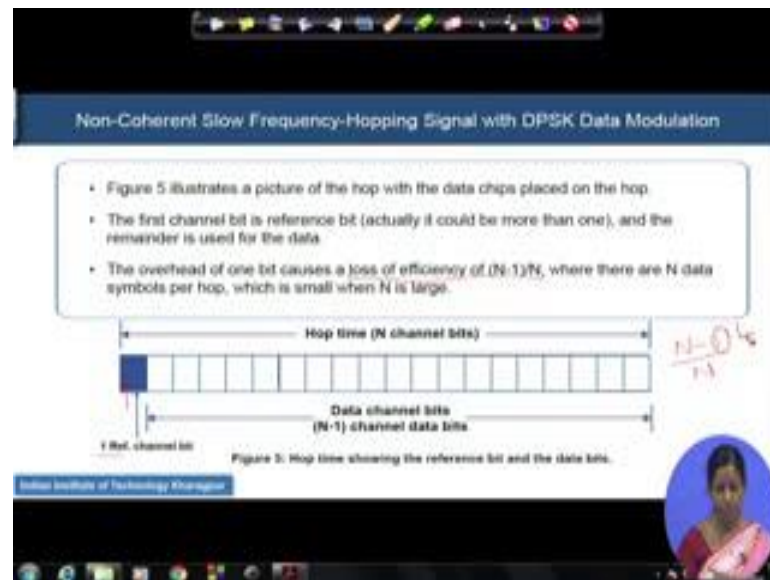 Non-Coherent Slow Frequency-Hopping Signal with DPSK Data Modulation
• Figure 5 illustrates a picture of the hop with the data chips placed on the hop.
• The first channel bit is reference bit (actually it could be more than one), and the
remainder is used for the data.
• The overhead of one bit causes a loss of efficiency of (N-1)/N, where there are N data
symbols per hop, which is small when N is large.
Hop time (N channel bits)
Data channel bits
(N-1) channel data bits
1 Ref. channel bit
Figure 5: Hop time showing the reference bit and the data bits.
Indian Institute of Technology Kharagpur